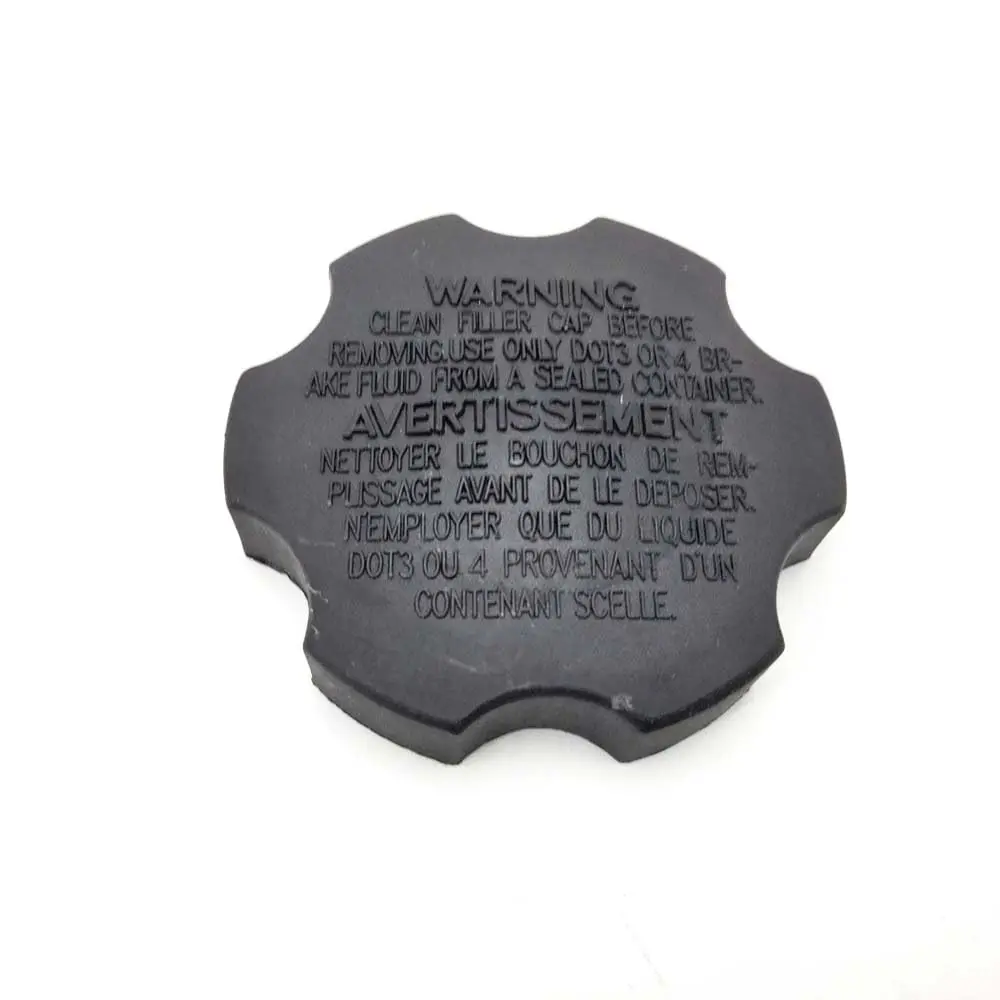 WARNING
CLEAN FILLER CAP BEFORE
REMOVING.USE ONLY DOT3 OR 4 BR-
AKE FLUID FROM A SEALED CONTAINER.
AVERTISSEMENT
NETTOYER LE BOUCHON DE REM-
PLISSAGE AVANT DE LE DEPOSER.
N'EMPLOYER QUE DU LIQUIDE
DOT3 OU 4 PROVENANT D'UN
CONTENANT SCELLE.